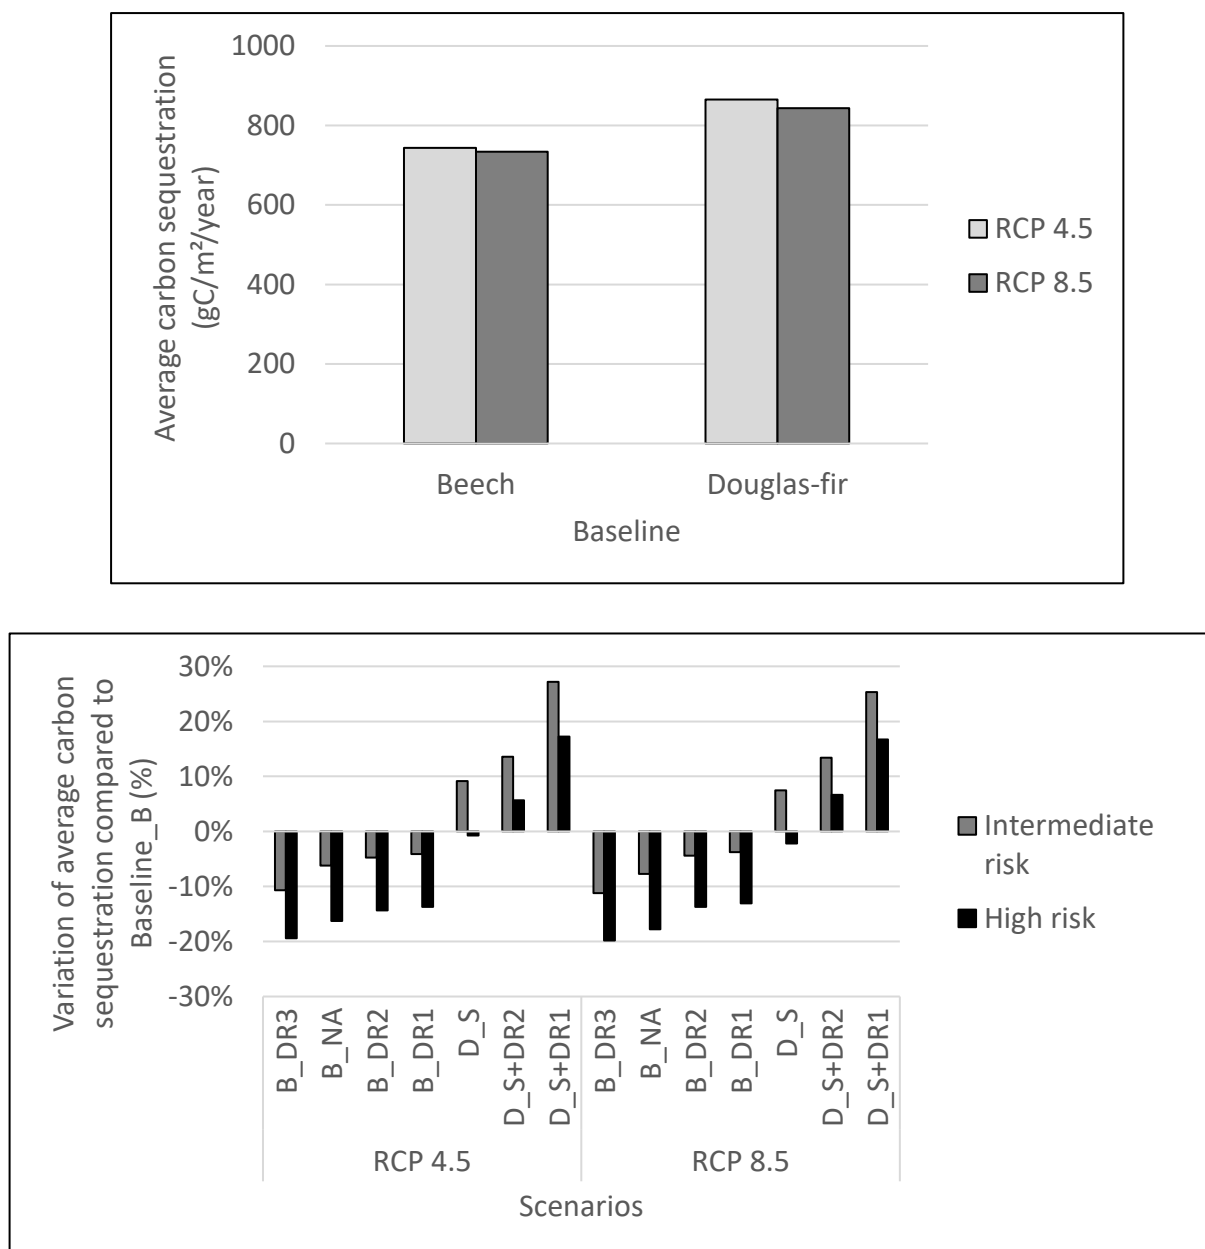 Average carbon sequestration
(gC/m²/year)
1000
800
600
400
200
0
Beech
Douglas-fir
Baseline
RCP 4.5
RCP 8.5
Variation of average carbon
sequestration compared to
Baseline_B (%)
30%
20%
10%
0%
-10%
-20%
-30%
B_DR3
B_NA
B_DR2
B_DR1
D_S
D_S+DR2
D_S+DR1
B_DR3
B_NA
B_DR2
B_DR1
D_S
D_S+DR2
D_S+DR1
RCP 4.5
RCP 8.5
Scenarios
Intermediate
risk
High risk